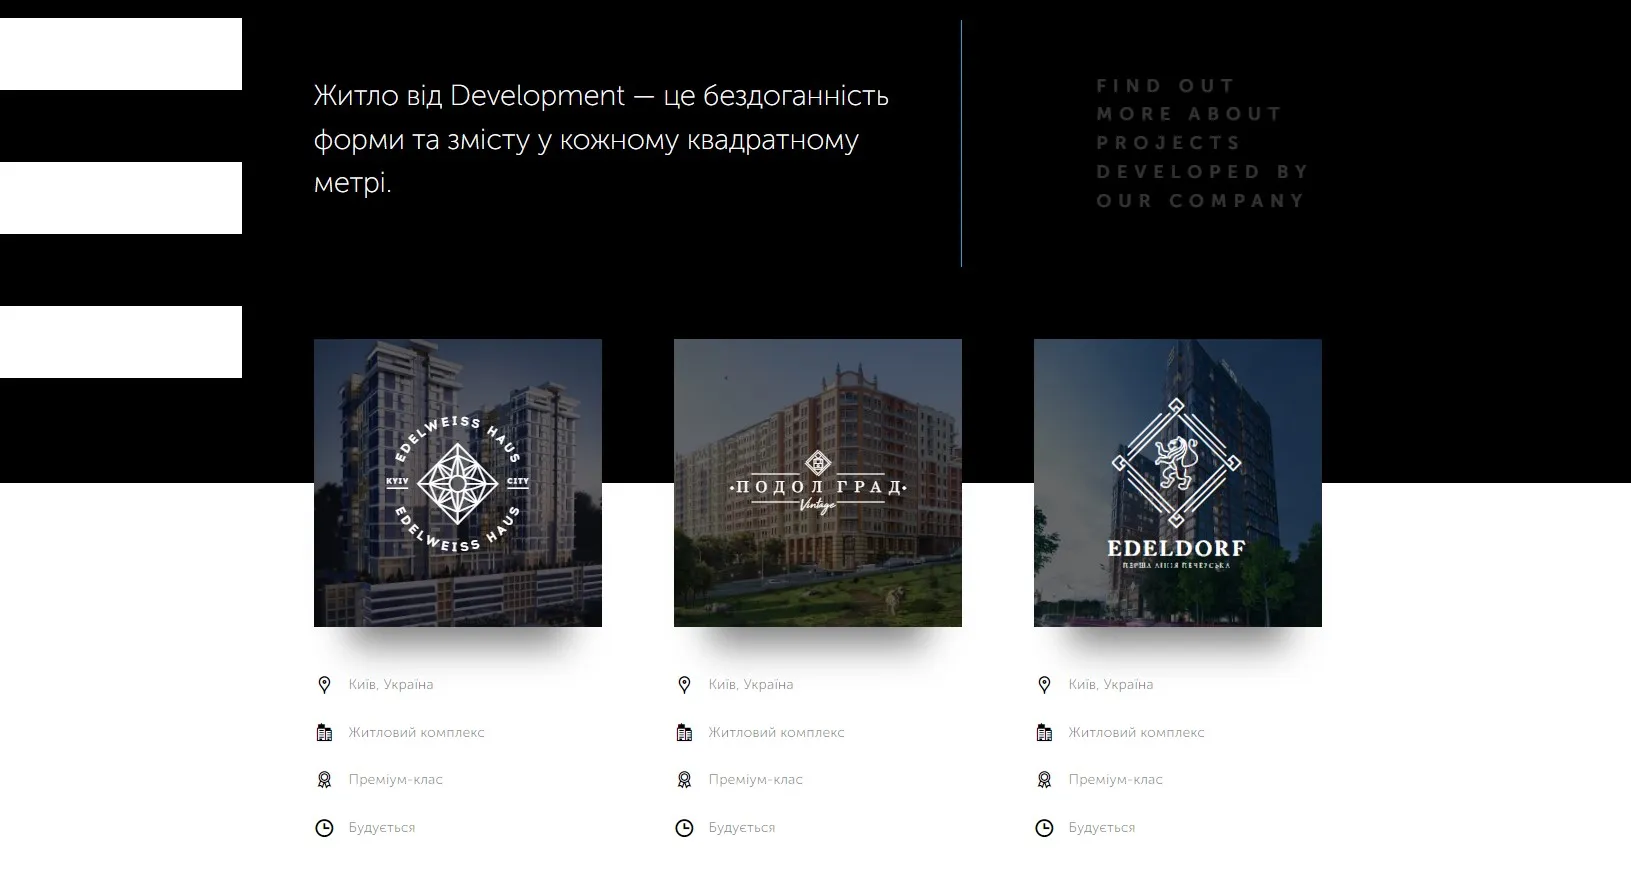 Житло від Development — це бездоганність
форми та змісту у кожному квадратному
метрі.
FIND OUT
MORE ABOUT
PROJECTS
DEVELOPED BY
OUR COMPANY
EDELWEISS HAUS
KYIV CITY
EDELWEISS HAUS
ПОДОЛ ГРАД
Vintage
EDELDORF
ПЕРША ЛІНІЯ ПЕЧЕРСЬКА
Київ, Україна
Житловий комплекс
Преміум-клас
Будується
Київ, Україна
Житловий комплекс
Преміум-клас
Будується
Київ, Україна
Житловий комплекс
Преміум-клас
Будується